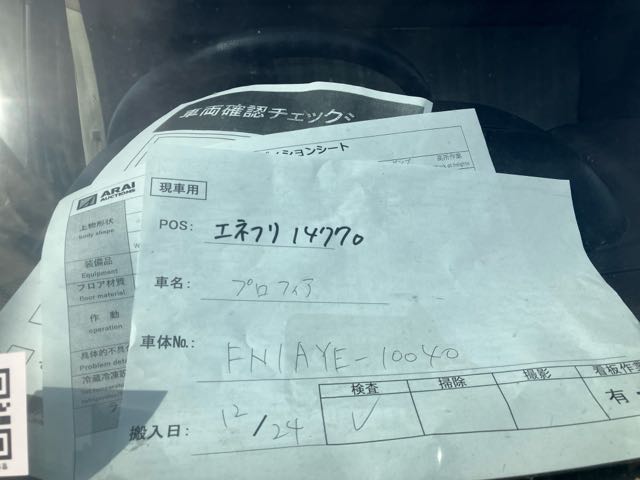 車両確認チェック
ィションシート
ARAI
AUCTIONS
上物形状
body shape
装備品
Equipment
フロア材質
floor material
作動
operation
具体的不具
Problem deta
冷蔵冷凍
現車用
POS: エネフリ 14770
車名: プロフィア
車体No.: FN1AYE-10040
検査 掃除 撮影 看板作業
搬入日: 12/24 ✓ 有・